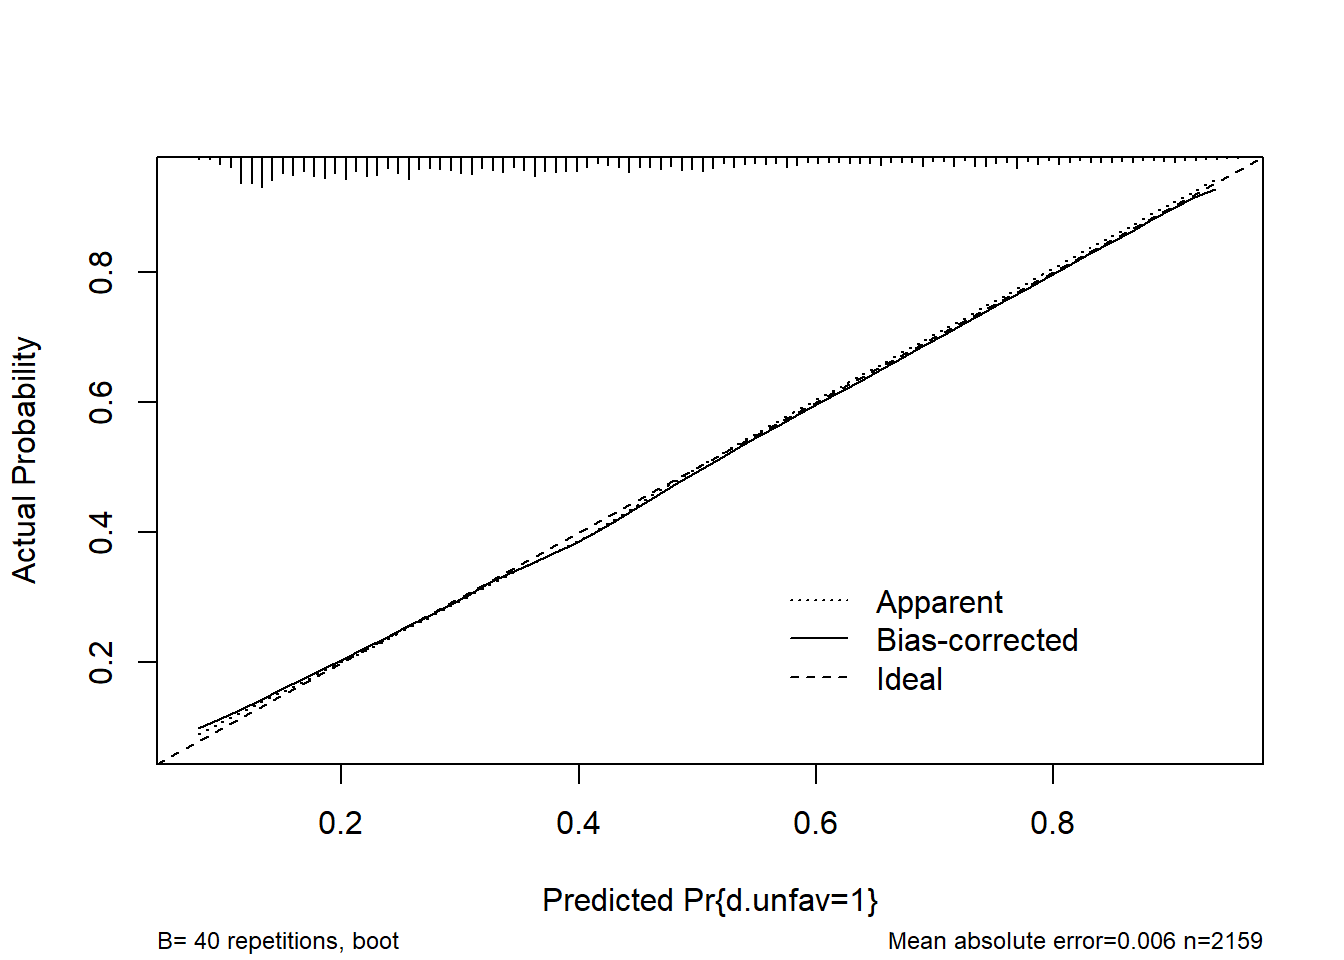 Actual Probability
0.8
0.6
0.4
0.2
Apparent
Bias-corrected
Ideal
0.2 0.4 0.6 0.8
Predicted Pr{d.unfav=1}
B= 40 repetitions, boot
Mean absolute error=0.006 n=2159